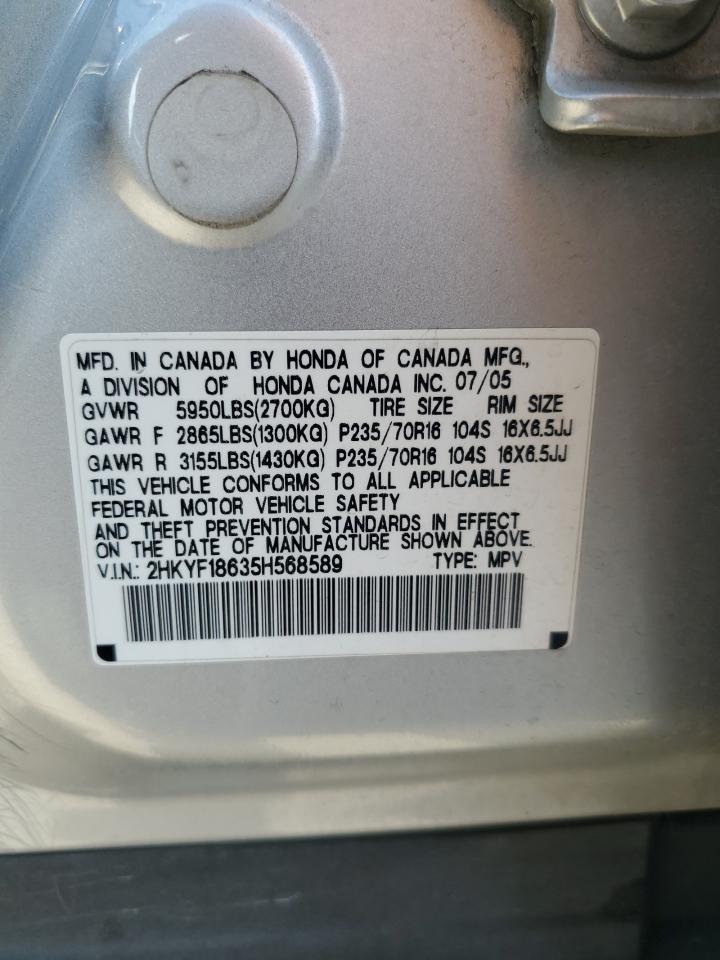 MFD. IN CANADA BY HONDA OF CANADA MFG.,
A DIVISION OF HONDA CANADA INC. 07/05
GVWR 5950LBS(2700KG) TIRE SIZE RIM SIZE
GAWR F 2865LBS(1300KG) P235/70R16 104S 16X6.5JJ
GAWR R 3155LBS(1430KG) P235/70R16 104S 16X6.5JJ
THIS VEHICLE CONFORMS TO ALL APPLICABLE
FEDERAL MOTOR VEHICLE SAFETY
AND THEFT PREVENTION STANDARDS IN EFFECT
ON THE DATE OF MANUFACTURE SHOWN ABOVE.
V.I.N.: 2HKYF18635H568589 TYPE: MPV